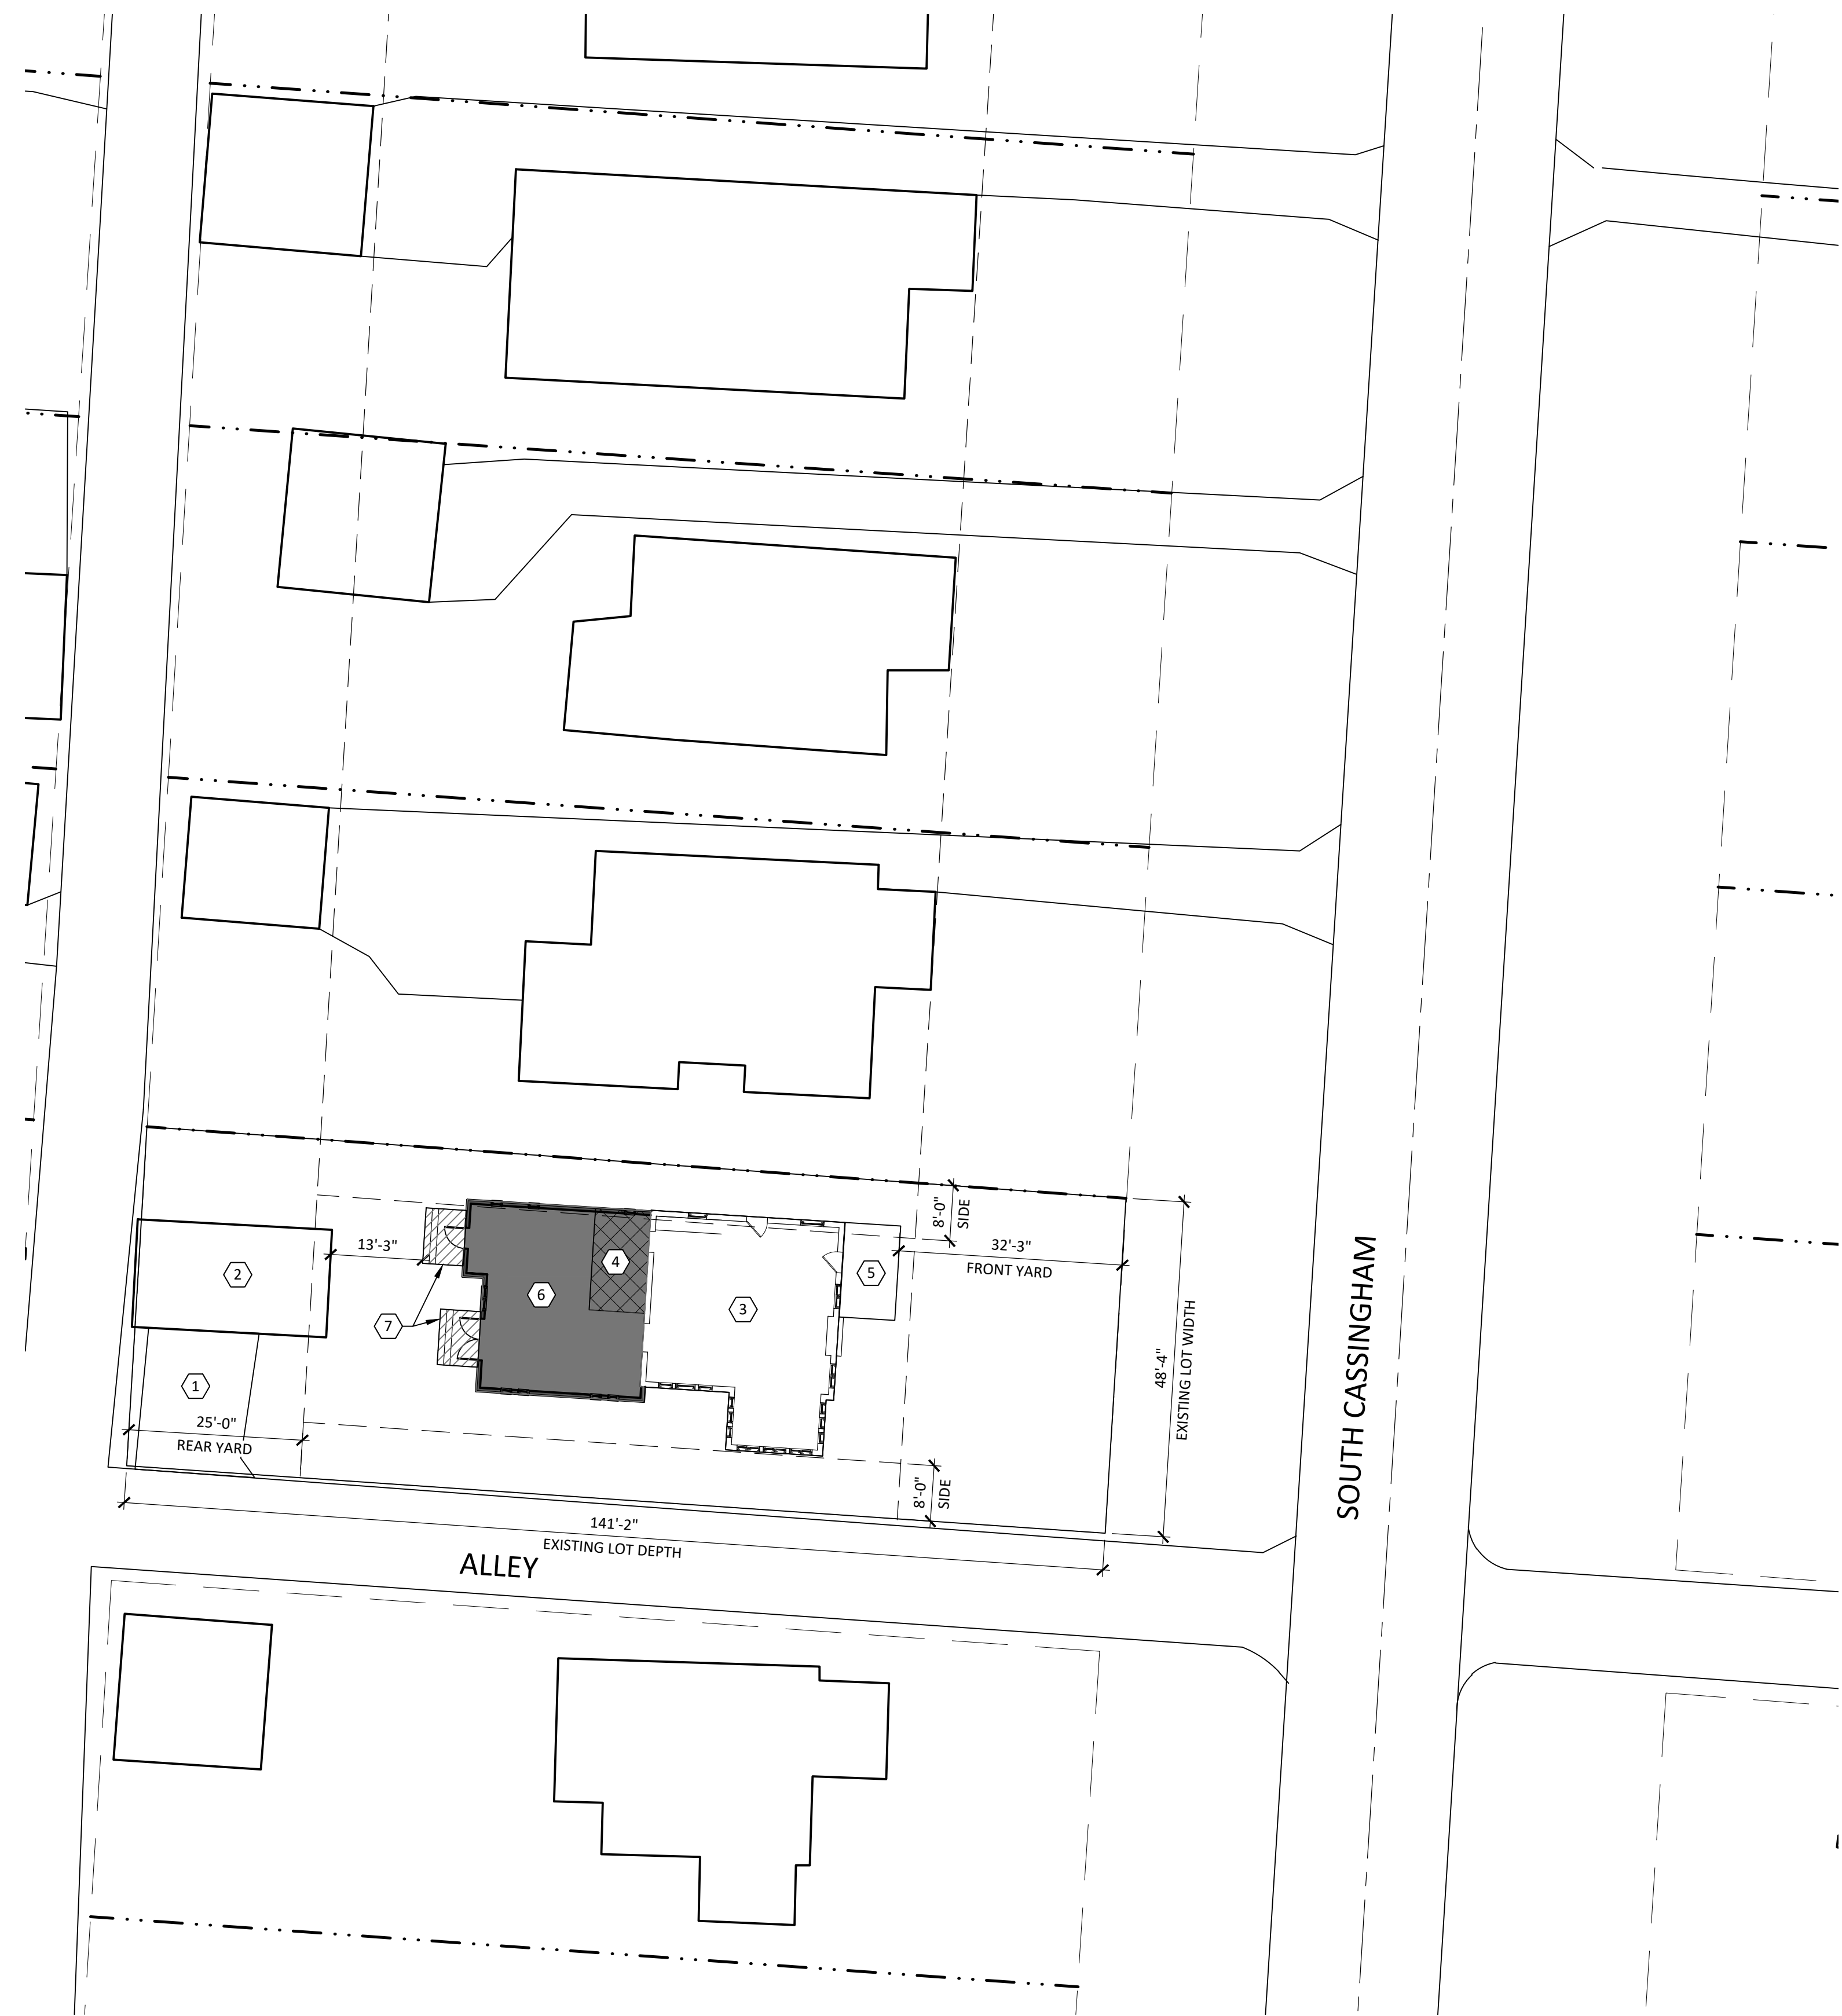 8'-0"
SIDE
13'-3"
32'-3"
FRONT YARD
2
4
5
6
3
7
48'-4"
EXISTING LOT WIDTH
SOUTH CASSINGHAM
1
25'-0"
REAR YARD
8'-0"
SIDE
141'-2"
EXISTING LOT DEPTH
ALLEY